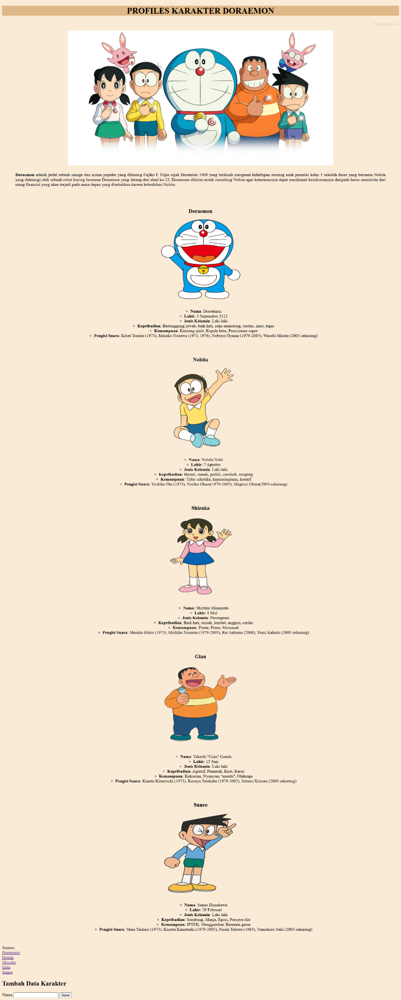 PROFILES KARAKTER DORAEMON
Doraemon adalah judul sebuah manga dan anime populer yang dikarang Fujiko F. Fujio sejak Desember 1969 yang berkisah mengenai kehidupan seorang anak pemalas kelas 5 sekolah dasar yang bernama Nobita
yang didatangi oleh sebuah robot kucing bernama Doraemon yang datang dari abad ke-22. Doraemon dikirim untuk menolong Nobita agar keturunannya dapat menikmati kesuksesannya daripada harus menderita dari
utang finansial yang akan terjadi pada masa depan yang disebabkan karena kebodohan Nobita.
Doraemon
Nama: Doraemon
Lahir: 3 September 2112
Jenis Kelamin: Laki-laki
Kepribadian: Bertanggung jawab, baik hati, suka menolong, cerdas, imut, tegas
Kemampuan: Kantong ajaib, Kepala batu, Penciuman super
Pengisi Suara: Kōsei Tomita (1973), Masako Nozawa (1973, 1976), Nobuyo Ōyama (1979-2005), Wasabi Mizuta (2005-sekarang)
Nobita
Nama: Nobita Nobi
Lahir: 7 Agustus
Jenis Kelamin: Laki-laki
Kepribadian: Berani, ramah, peduli, ceroboh, cengeng
Kemampuan: Tidur seketika, kepemimpinan, kreatif
Pengisi Suara: Yoshiko Ōta (1973), Noriko Ohara(1979-2005), Megumi Ohara(2005-sekarang)
Shizuka
Nama: Shizuka Minamoto
Lahir: 8 Mei
Jenis Kelamin: Perempuan
Kepribadian: Baik hati, ramah, lembut, anggun, cerdas
Kemampuan: Pintar, Piano, Memasak
Pengisi Suara: Masako Ebisu (1973), Michiko Nomura (1979-2005), Rei Sakuma (2000), Yumi Kakazu (2005-sekarang)
Gian
Nama: Takeshi "Gian" Gouda
Lahir: 15 Juni
Jenis Kelamin: Laki-laki
Kepribadian: Agresif, Pemarah, Kuat, Keras
Kemampuan: Kekuatan, Nyanyian "merdu", Olahraga
Pengisi Suara: Kaneta Kimotsuki (1973), Kazuya Tatekabe (1979-2005), Subaru Kimura (2005-sekarang)
Suneo
Nama: Suneo Honekawa
Lahir: 29 Februari
Jenis Kelamin: Laki-laki
Kepribadian: Sombong, Manja, Egois, Percaya diri
Kemampuan: IPTEK, Menggambar, Bermain game
Pengisi Suara: Shun Yashiro (1973), Kaneta Kimotsuki (1979-2005), Naoki Tatsuta (1985), Tomokazu Seki (2005-sekarang)
Source:
Doraemon
Nobita
Shizuka
Gian
Suneo
Tambah Data Karakter
Nama Save